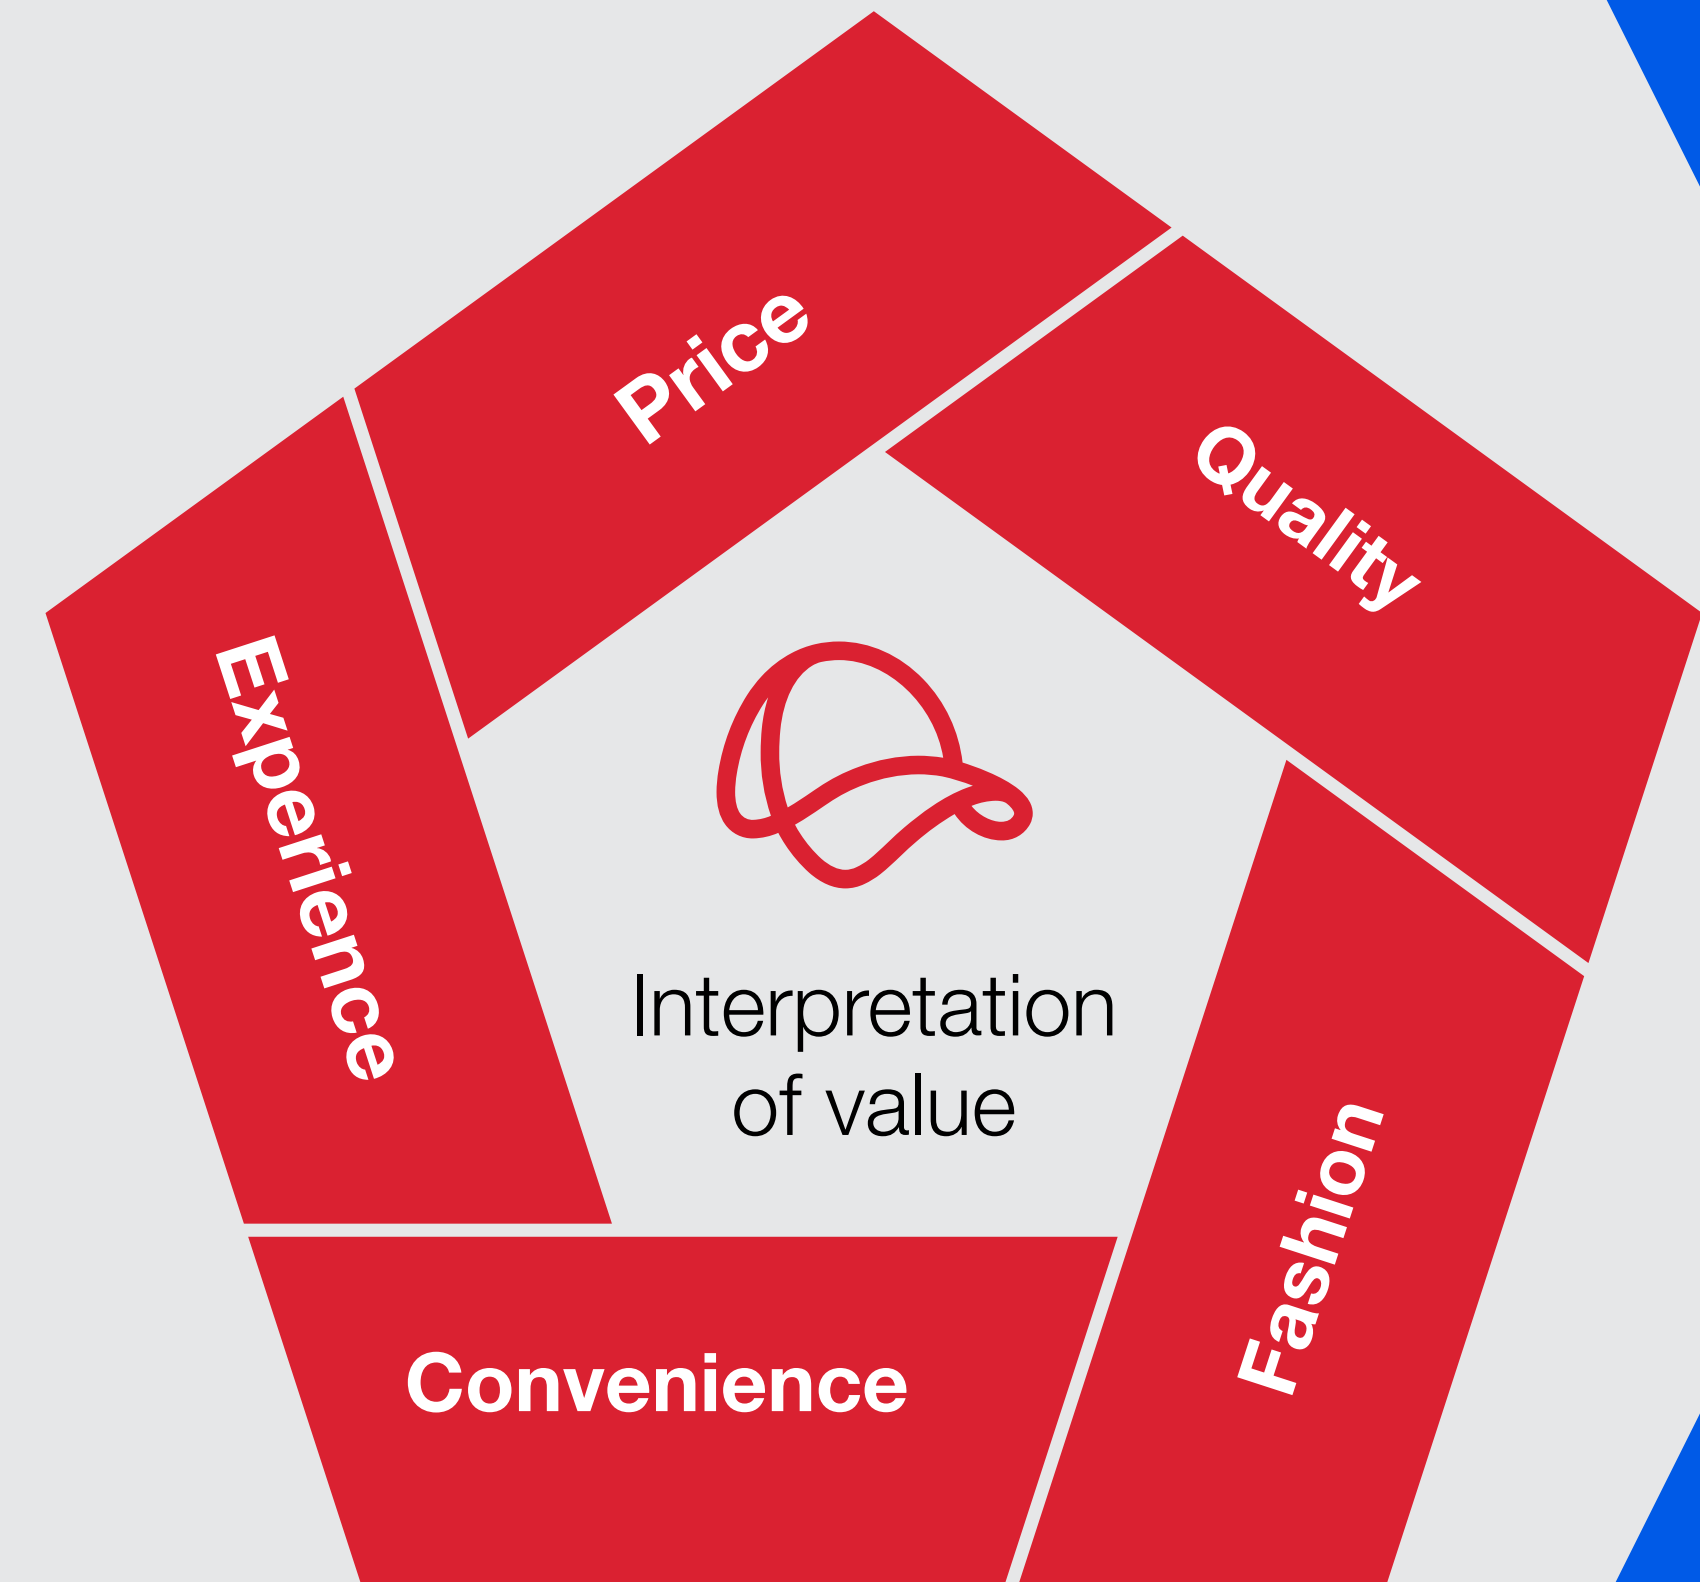 Price
Quality
Experience
Interpretation
of value
Fashion
Convenience